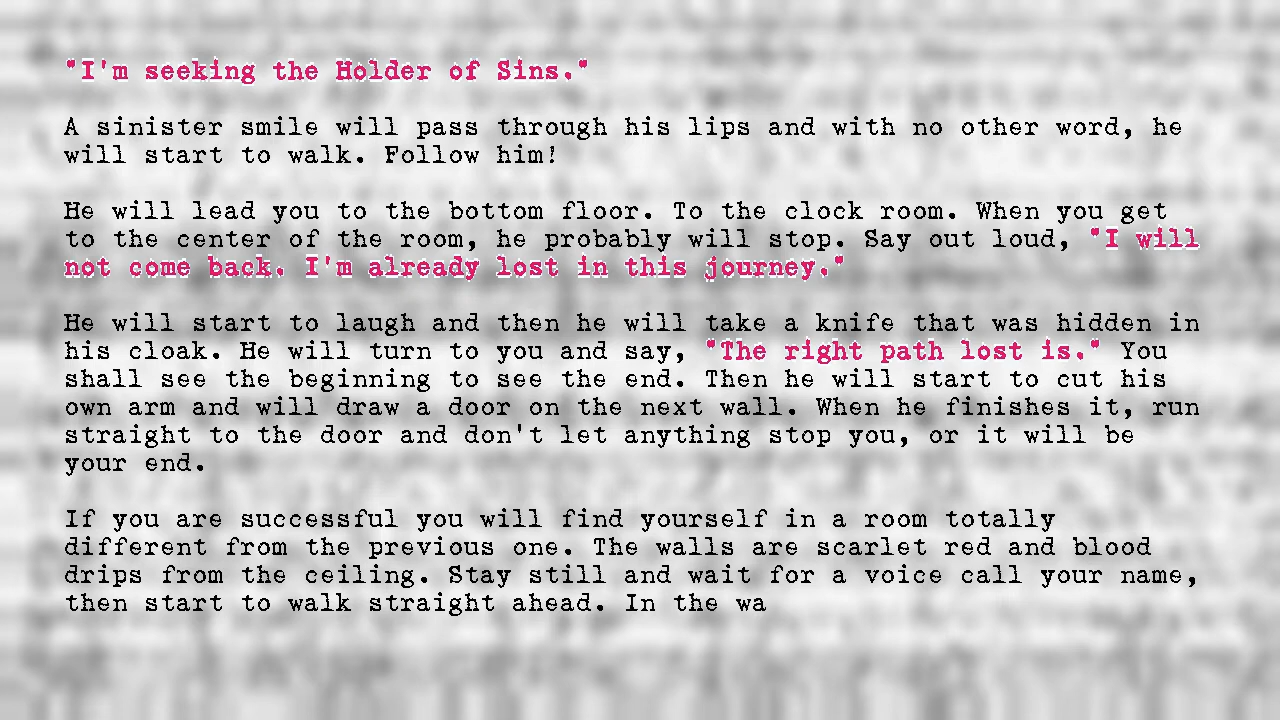 "I'm seeking the Holder of Sins."
A sinister smile will pass through his lips and with no other word, he
will start to walk. Follow him!
He will lead you to the bottom floor. To the clock room. When you get
to the center of the room, he probably will stop. Say out loud, "I will
not come back. I'm already lost in this journey."
He will start to laugh and then he will take a knife that was hidden in
his cloak. He will turn to you and say, "The right path lost is." You
shall see the beginning to see the end. Then he will start to cut his
own arm and will draw a door on the next wall. When he finishes it, run
straight to the door and don't let anything stop you, or it will be
your end.
If you are successful you will find yourself in a room totally
different from the previous one. The walls are scarlet red and blood
drips from the ceiling. Stay still and wait for a voice call your name,
then start to walk straight ahead. In the wa